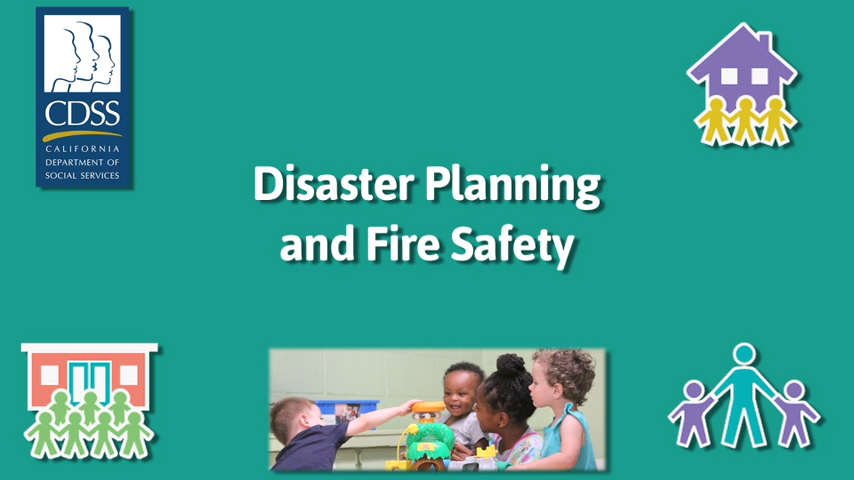 CDSS
CALIFORNIA
DEPARTMENT OF
SOCIAL SERVICES
Disaster Planning
and Fire Safety